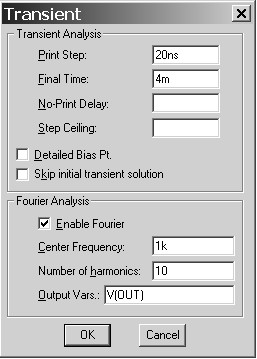 Transient
Transient Analysis
Print Step: 20ns
Final Time: 4m
No-Print Delay:
Step Ceiling:
Detailed Bias Pt.
Skip initial transient solution
Fourier Analysis
Enable Fourier
Center Frequency: 1k
Number of harmonics: 10
Output Vars.: V(OUT)
OK Cancel